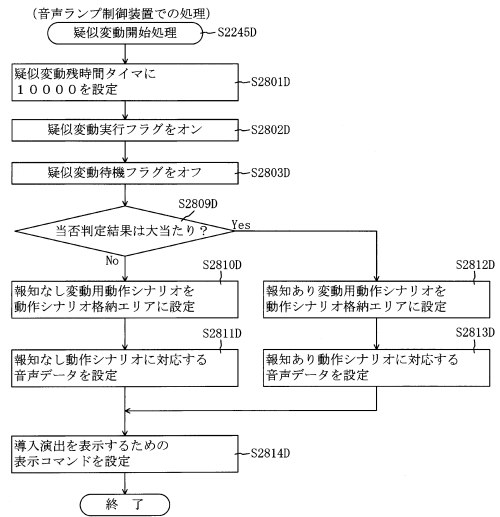 (音声ランプ制御装置での処理)
疑似変動開始処理
S2245D
疑似変動残時間タイマに
10000を設定
S2801D
疑似変動実行フラグをオン
S2802D
疑似変動待機フラグをオフ
S2803D
S2809D
当否判定結果は大当たり?
Yes
No
S2810D
報知なし変動用動作シナリオを
動作シナリオ格納エリアに設定
S2812D
報知あり変動用動作シナリオを
動作シナリオ格納エリアに設定
S2811D
報知なし動作シナリオに対応する
音声データを設定
S2813D
報知あり動作シナリオに対応する
音声データを設定
導入演出を表示するための
表示コマンドを設定
S2814D
終 了